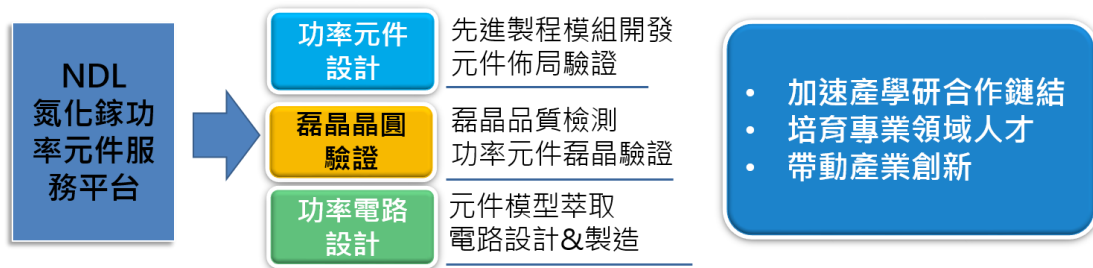 NDL
氮化鎵功
率元件服
務平台
功率元件
設計
先進製程模組開發
元件佈局驗證
磊晶晶圓
驗證
磊晶品質檢測
功率元件磊晶驗證
功率電路
設計
元件模型萃取
電路設計&製造
• 加速產學研合作鏈結
• 培育專業領域人才
• 帶動產業創新